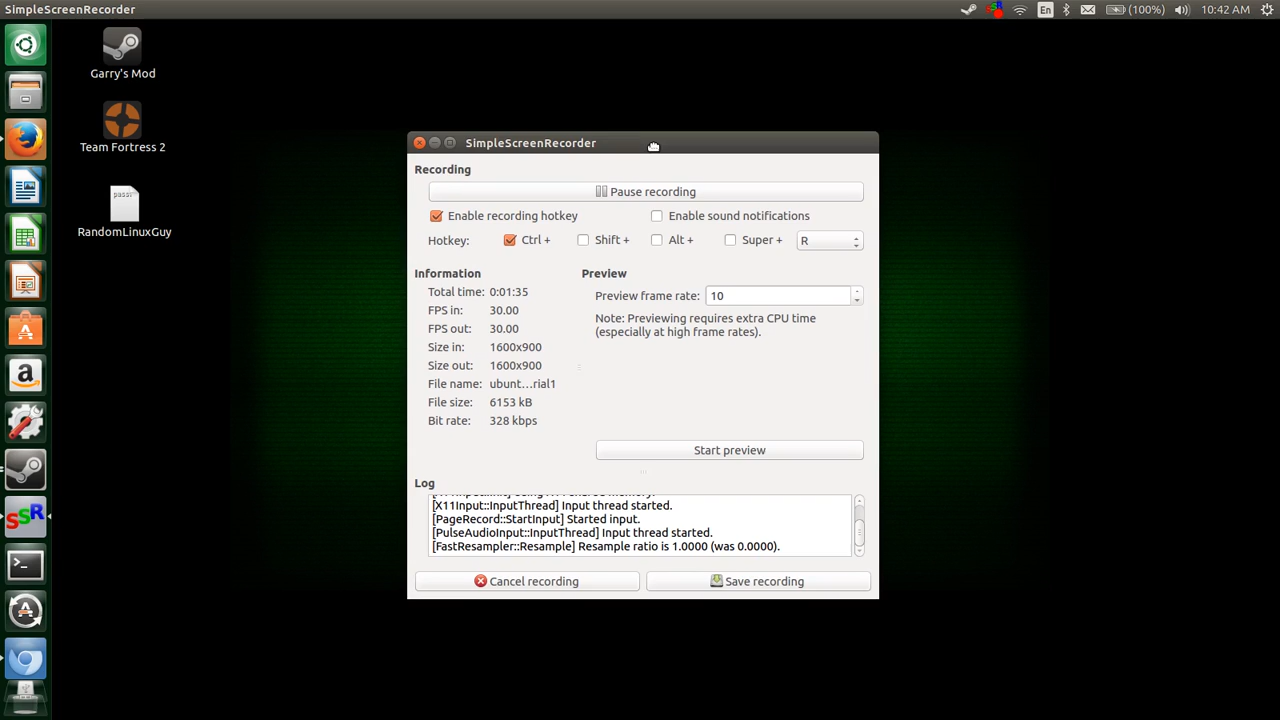 SImpleScreenRecorder
En
(100%)
10:42 AM
Garry's Mod
Team Fortress 2
RandomLinuxGuy
SimpleScreenRecorder
Recording
Pause recording
Enable recording hotkey
Enable sound notifications
Hotkey: Ctrl + Shift + Alt + Super + R
Information
Total time: 0:01:35
FPS in: 30.00
FPS out: 30.00
Size in: 1600x900
Size out: 1600x900
File name: ubunt...rial1
File size: 6153 kB
Bit rate: 328 kbps
Preview
Preview frame rate: 10
Note: Previewing requires extra CPU time
(especially at high frame rates).
Start preview
Log
[X11Input::InputThread] Input thread started.
[PageRecord::StartInput] Started input.
[PulseAudioInput::InputThread] Input thread started.
[FastResampler::Resample] Resample ratio is 1.0000 (was 0.0000).
Cancel recording
Save recording